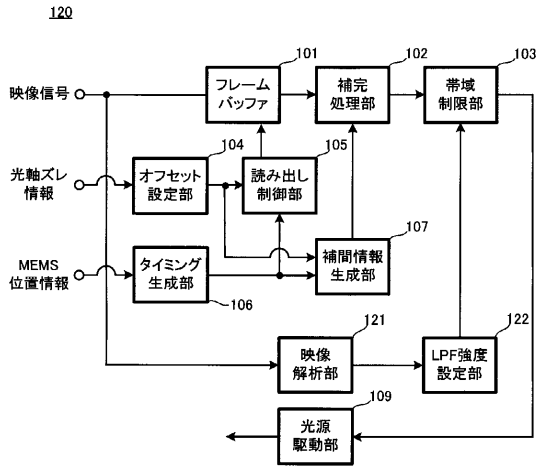 120
101
102
103
映像信号
フレーム
バッファ
補完
処理部
帯域
制限部
104
105
光軸ズレ
情報
オフセット
設定部
読み出し
制御部
107
MEMS
位置情報
タイミング
生成部
補間情報
生成部
106
121
122
映像
解析部
LPF強度
設定部
109
光源
駆動部